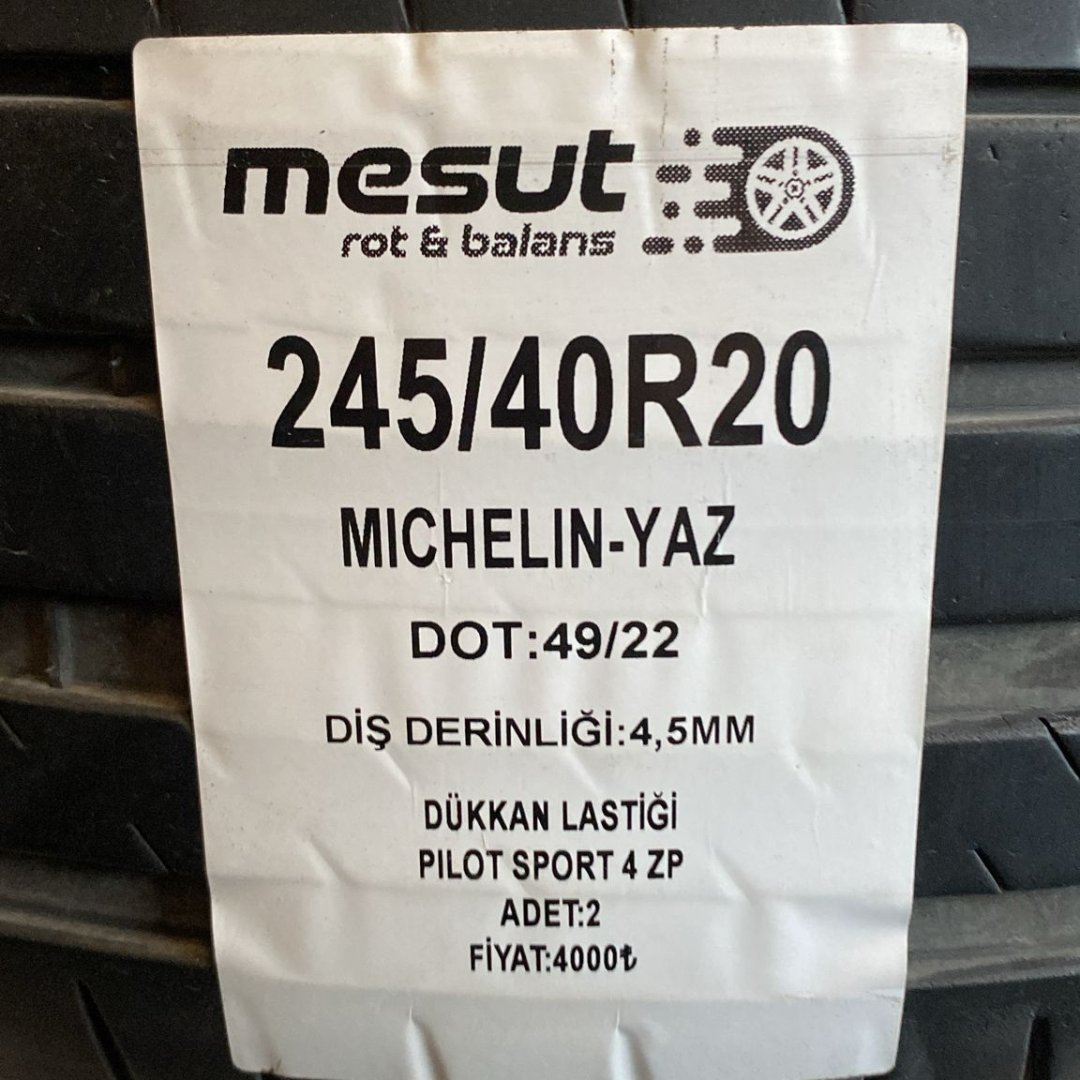 mesut
rot & balans
245/40R20
MICHELIN-YAZ
DOT:49/22
DİŞ DERİNLİĞİ:4,5MM
DÜKKAN LASTİĞİ
PILOT SPORT 4 ZP
ADET:2
FİYAT:4000₺